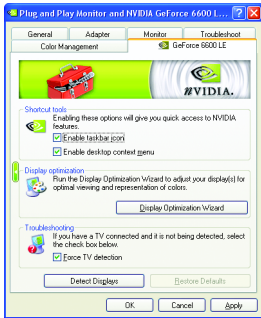 Plug and Play Monitor and NVIDIA GeForce 6600 L... ? X
General Adapter Monitor Troubleshoot
Color Management GeForce 6600 LE
NVIDIA.
Shortcut tools
Enabling these options will give you quick access to NVIDIA
features.
Enable taskbar icon
Enable desktop context menu
Display optimization
Run the Display Optimization Wizard to adjust your display(s) for
optimal viewing and representation of colors.
Display Optimization Wizard
Troubleshooting
If you have a TV connected and it is not being detected, select
the check box below.
Force TV detection
Detect Displays Restore Defaults
OK Cancel Apply